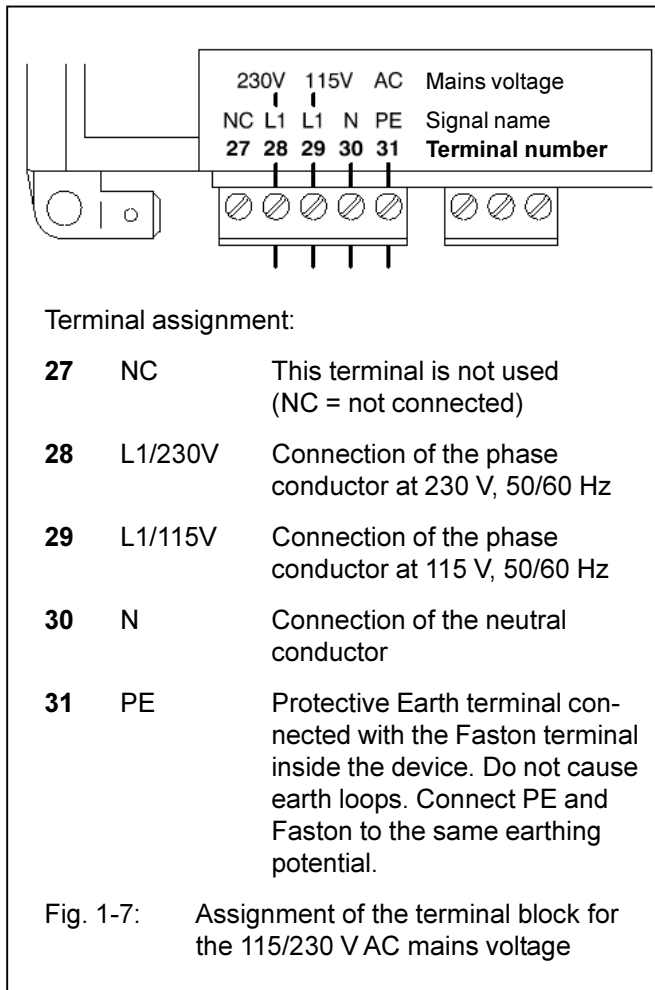 230V 115V AC Mains voltage
NC L1 L1 N PE Signal name
27 28 29 30 31 Terminal number
Terminal assignment:
27 NC This terminal is not used
(NC = not connected)
28 L1/230V Connection of the phase
conductor at 230 V, 50/60 Hz
29 L1/115V Connection of the phase
conductor at 115 V, 50/60 Hz
30 N Connection of the neutral
conductor
31 PE Protective Earth terminal con-
nected with the Faston terminal
inside the device. Do not cause
earth loops. Connect PE and
Faston to the same earthing
potential.
Fig. 1-7: Assignment of the terminal block for
the 115/230 V AC mains voltage